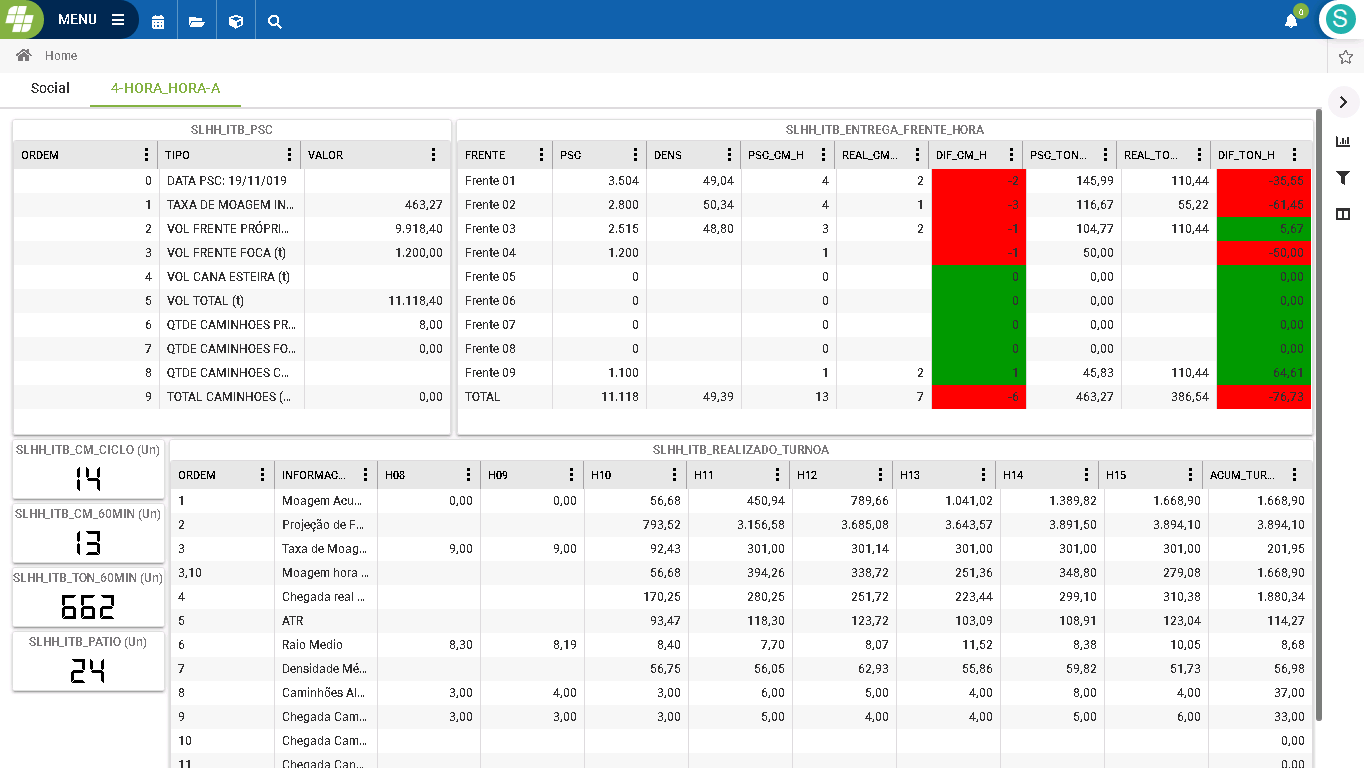 MENU
0
S
Home
Social 4-HORA_HORA-A
SLHH_ITB_PSC
ORDEM TIPO VALOR
0 DATA PSC: 19/11/019
1 TAXA DE MOAGEM IN... 463,27
2 VOL FRENTE PRÓPRI... 9.918,40
3 VOL FRENTE FOCA (t) 1.200,00
4 VOL CANA ESTEIRA (t)
5 VOL TOTAL (t) 11.118,40
6 QTDE CAMINHOES PR... 8,00
7 QTDE CAMINHOES FO... 0,00
8 QTDE CAMINHOES C...
9 TOTAL CAMINHOES (... 0,00
SLHH_ITB_ENTREGA_FRENTE_HORA
FRENTE PSC DENS PSC_CM_H REAL_CM... DIF_CM_H PSC_TON... REAL_TO... DIF_TON_H
Frente 01 3.504 49,04 4 2 -2 145,99 110,44 -35,56
Frente 02 2.800 50,34 4 1 -3 116,67 55,22 -61,45
Frente 03 2.515 48,80 3 2 -1 104,77 110,44 5,67
Frente 04 1.200 1 -1 50,00 -50,00
Frente 05 0 0 0 0,00 0,00
Frente 06 0 0 0 0,00 0,00
Frente 07 0 0 0 0,00 0,00
Frente 08 0 0 0 0,00 0,00
Frente 09 1.100 1 2 1 45,83 110,44 64,61
TOTAL 11.118 49,39 13 7 -6 463,27 386,54 -76,73
SLHH_ITB_CM_CICLO (Un)
14
SLHH_ITB_CM_60MIN (Un)
13
SLHH_ITB_TON_60MIN (Un)
662
SLHH_ITB_PATIO (Un)
24
SLHH_ITB_REALIZADO_TURNOA
ORDEM INFORMAC... H08 H09 H10 H11 H12 H13 H14 H15 ACUM_TUR...
1 Moagem Acu... 0,00 0,00 56,68 450,94 789,66 1.041,02 1.389,82 1.668,90 1.668,90
2 Projeção de F... 793,52 3.156,58 3.685,08 3.643,57 3.891,50 3.894,10 3.894,10
3 Taxa de Moag... 9,00 9,00 92,43 301,00 301,14 301,00 301,00 301,00 201,95
3,10 Moagem hora ... 56,68 394,26 338,72 251,36 348,80 279,08 1.668,90
4 Chegada real ... 170,25 280,25 251,72 223,44 299,10 310,38 1.880,34
5 ATR 93,47 118,30 123,72 103,09 108,91 123,04 114,27
6 Raio Medio 8,30 8,19 8,40 7,70 8,07 11,52 8,38 10,05 8,68
7 Densidade Mé... 56,75 56,05 62,93 55,86 59,82 51,73 56,98
8 Caminhões Al... 3,00 4,00 3,00 6,00 5,00 4,00 8,00 4,00 37,00
9 Chegada Cam... 3,00 3,00 3,00 5,00 4,00 4,00 5,00 6,00 33,00
10 Chegada Cam... 0,00
11 Chegada Can... 0,00